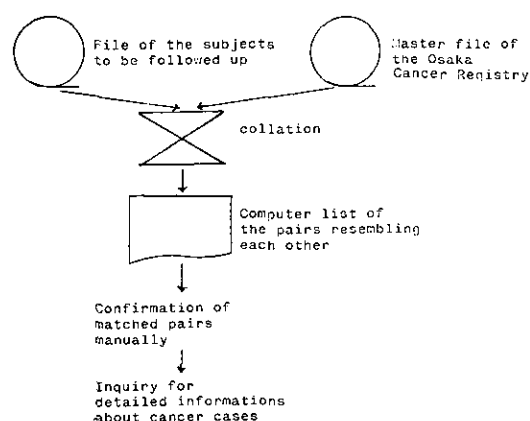 File of the subjects
to be followed up
Master file of
the Osaka
Cancer Registry
collation
Computer list of
the pairs resembling
each other
Confirmation of
matched pairs
manually
Inquiry for
detailed informations
about cancer cases